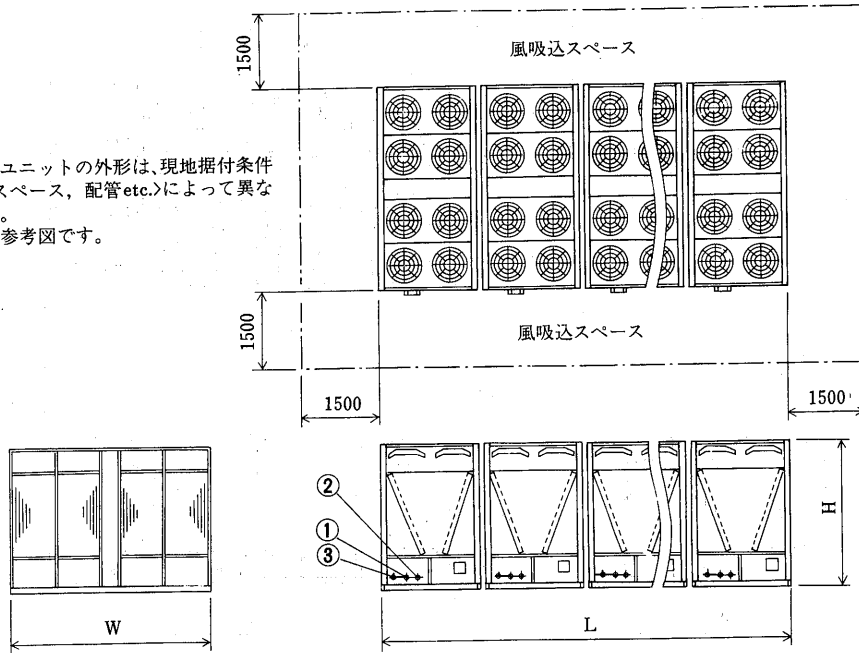 1500
風吸込スペース
ユニットの外形は、現地据付条件
スペース, 配管etc.>によって異な
。
参考図です。
1500
風吸込スペース
1500
1500
②
①
③
H
W
L